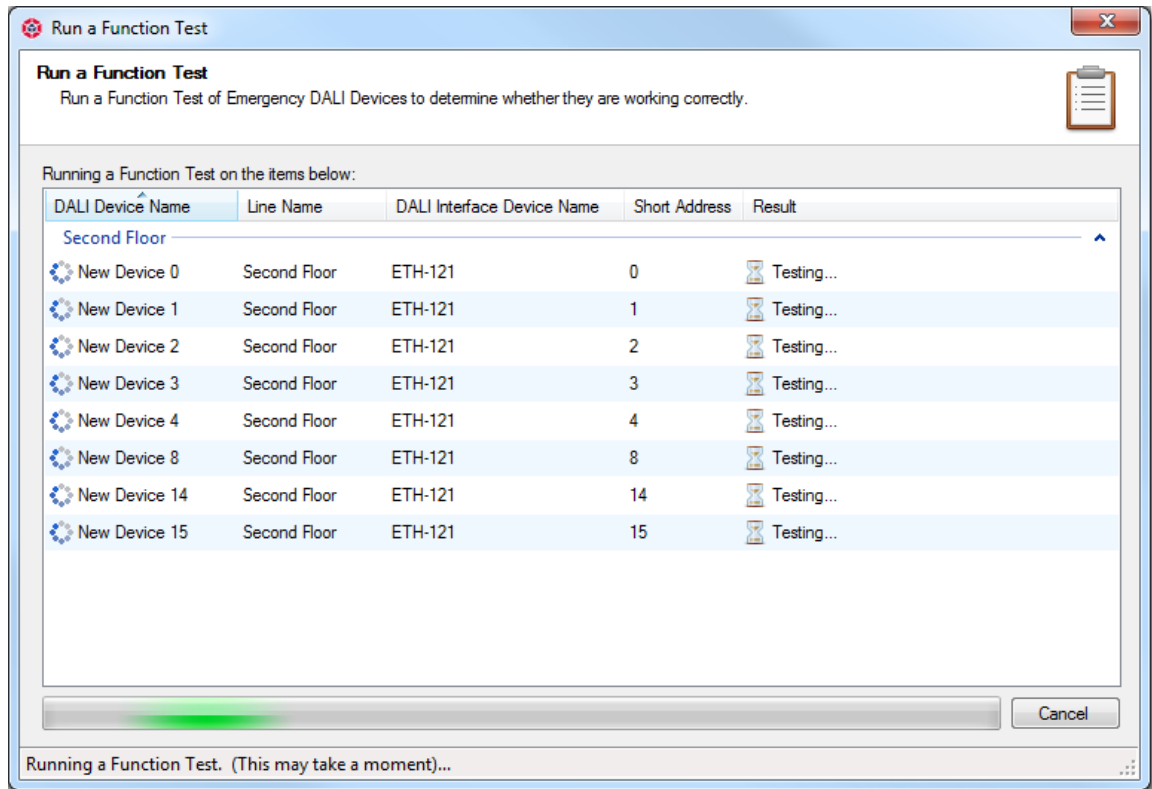 Run a Function Test
Run a Function Test
Run a Function Test of Emergency DALI Devices to determine whether they are working correctly.
Running a Function Test on the items below:
DALI Device Name Line Name DALI Interface Device Name Short Address Result
Second Floor
New Device 0 Second Floor ETH-121 0 Testing...
New Device 1 Second Floor ETH-121 1 Testing...
New Device 2 Second Floor ETH-121 2 Testing...
New Device 3 Second Floor ETH-121 3 Testing...
New Device 4 Second Floor ETH-121 4 Testing...
New Device 8 Second Floor ETH-121 8 Testing...
New Device 14 Second Floor ETH-121 14 Testing...
New Device 15 Second Floor ETH-121 15 Testing...
Cancel
Running a Function Test. (This may take a moment)...